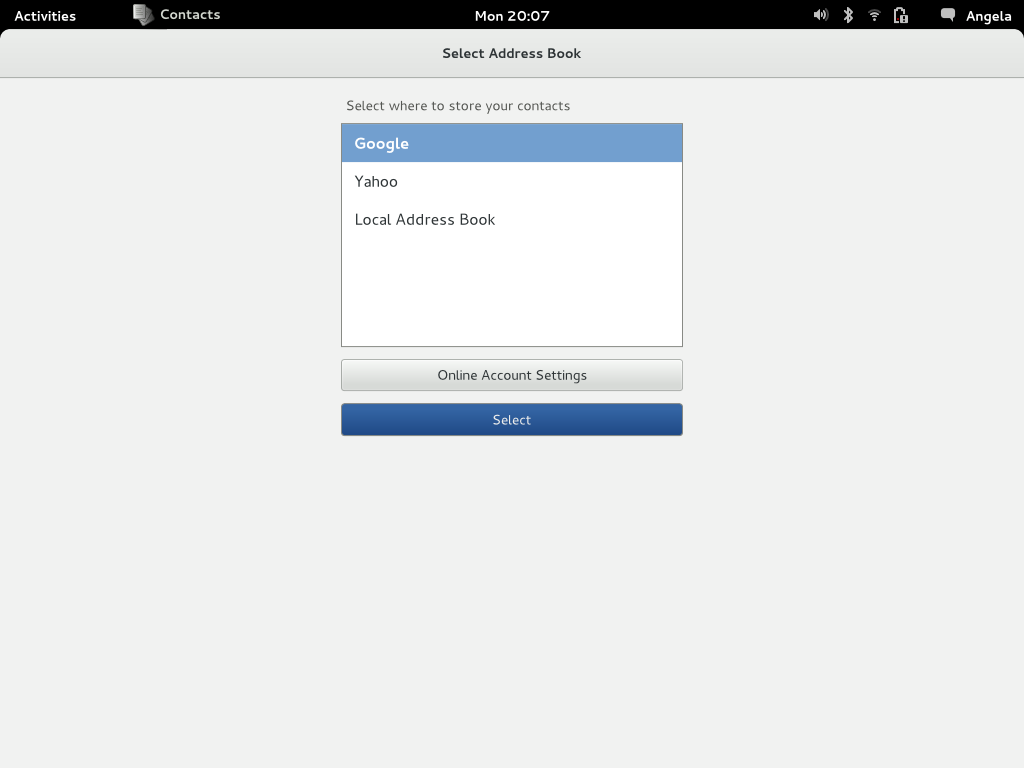 Activities Contacts Mon 20:07 Angela
Select Address Book
Select where to store your contacts
Google
Yahoo
Local Address Book
Online Account Settings
Select